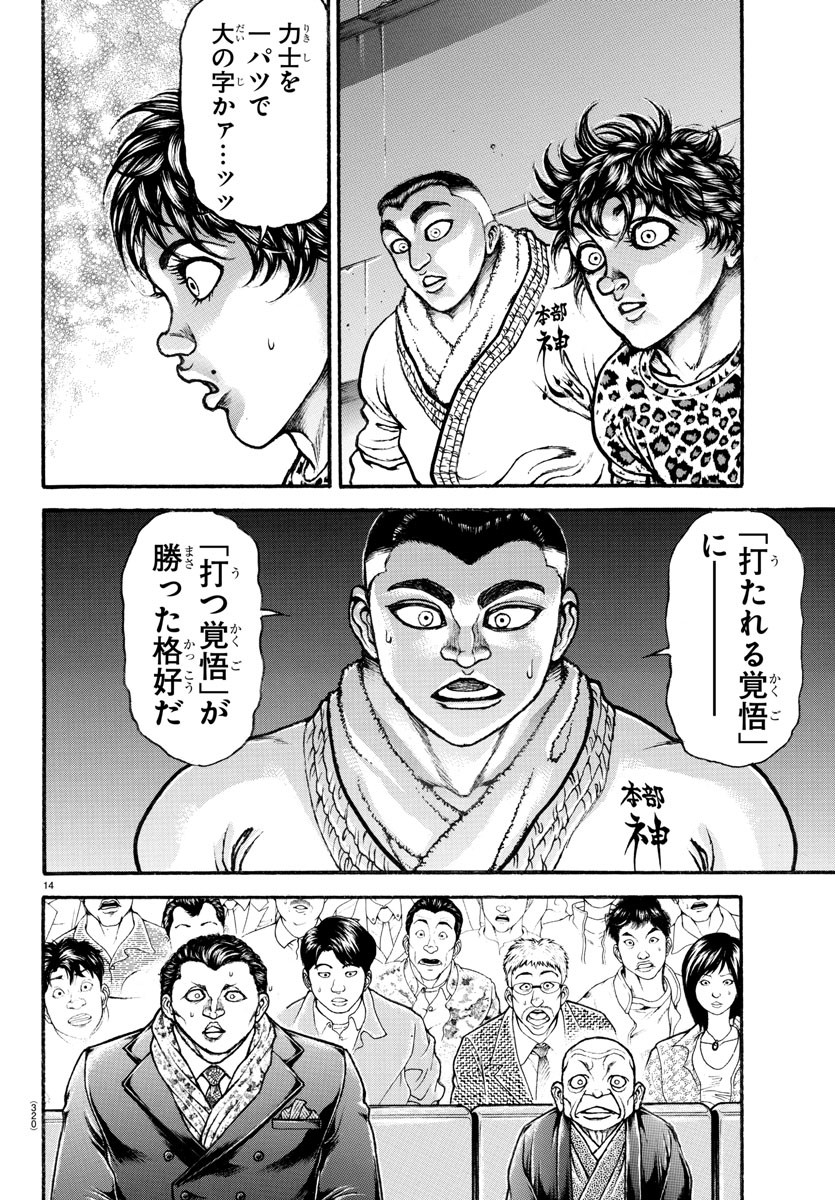 本部
神
力士を
一パツで
大の字かァ…ッッ
「打たれる覚悟」
に――
「打つ覚悟」が
勝った格好だ
本部
神
14
(320)